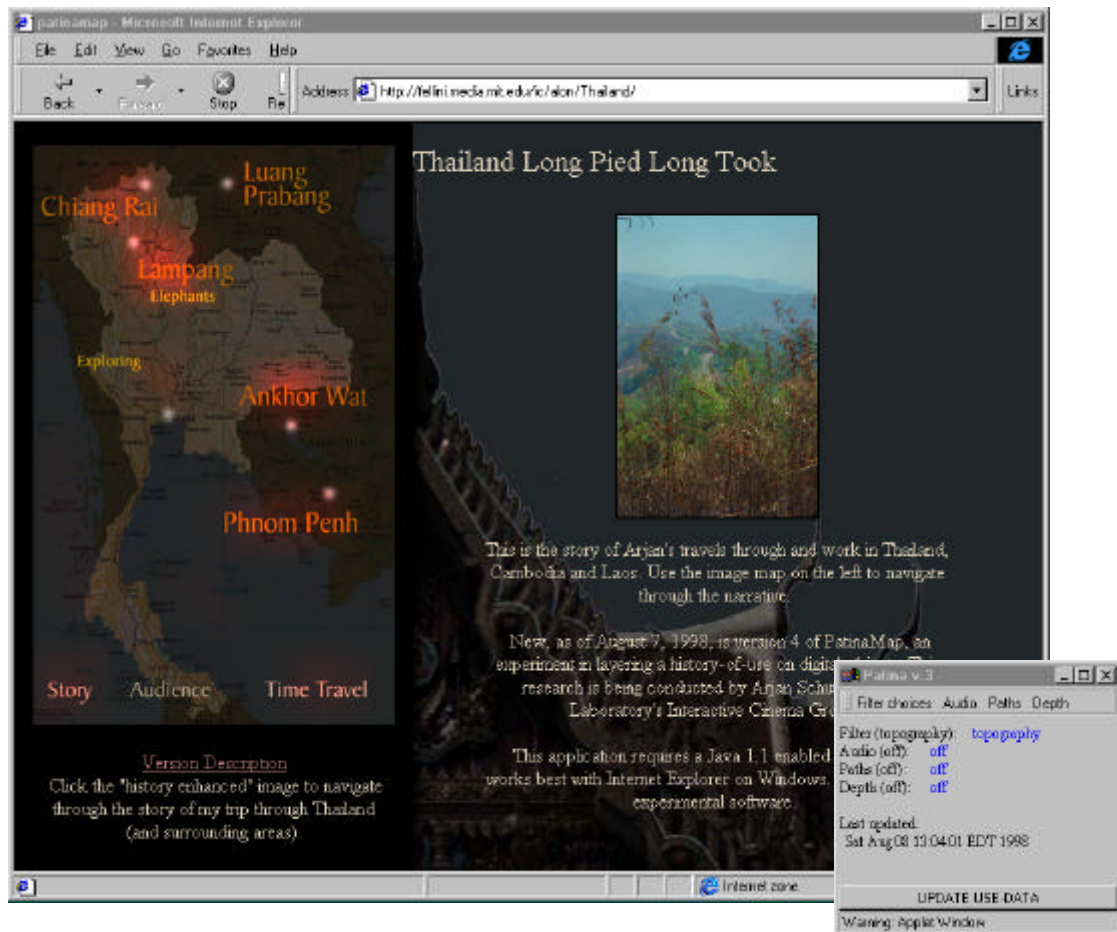 patinamap - Microsoft Internet Explorer
File Edit View Go Favorites Help
Back Stop Re Address http://fellini.media.mit.edu/ic/alon/Thailand/ Links
Thailand Long Pied Long Took
Luang
Prabang
Chiang Rai
Lampang
Elephants
Exploring
Ankhor Wat
Phnom Penh
Story Audience Time Travel
Version Description
Click the "history enhanced" image to navigate
through the story of my trip through Thailand
(and surrounding areas).
This is the story of Arjan's travels through and work in Thailand,
Cambodia and Laos. Use the image map on the left to navigate
through the narrative.
New, as of August 7, 1998, is version 4 of PatinaMap, an
experiment in layering a history-of-use on digital
research is being conducted by Arjan Schu
Laboratory's Interactive Cinema Gro
This application requires a Java 1.1 enabled
works best with Internet Explorer on Windows.
experimental software.
Internet zone
Patina v.3
Filter choices Audio Paths Depth
Filter (topography): topography
Audio (off): off
Paths (off): off
Depth (off): off
Last updated.
Sat Aug 08 13:04:01 EDT 1998
UPDATE USE-DATA
Warning: Applet Window